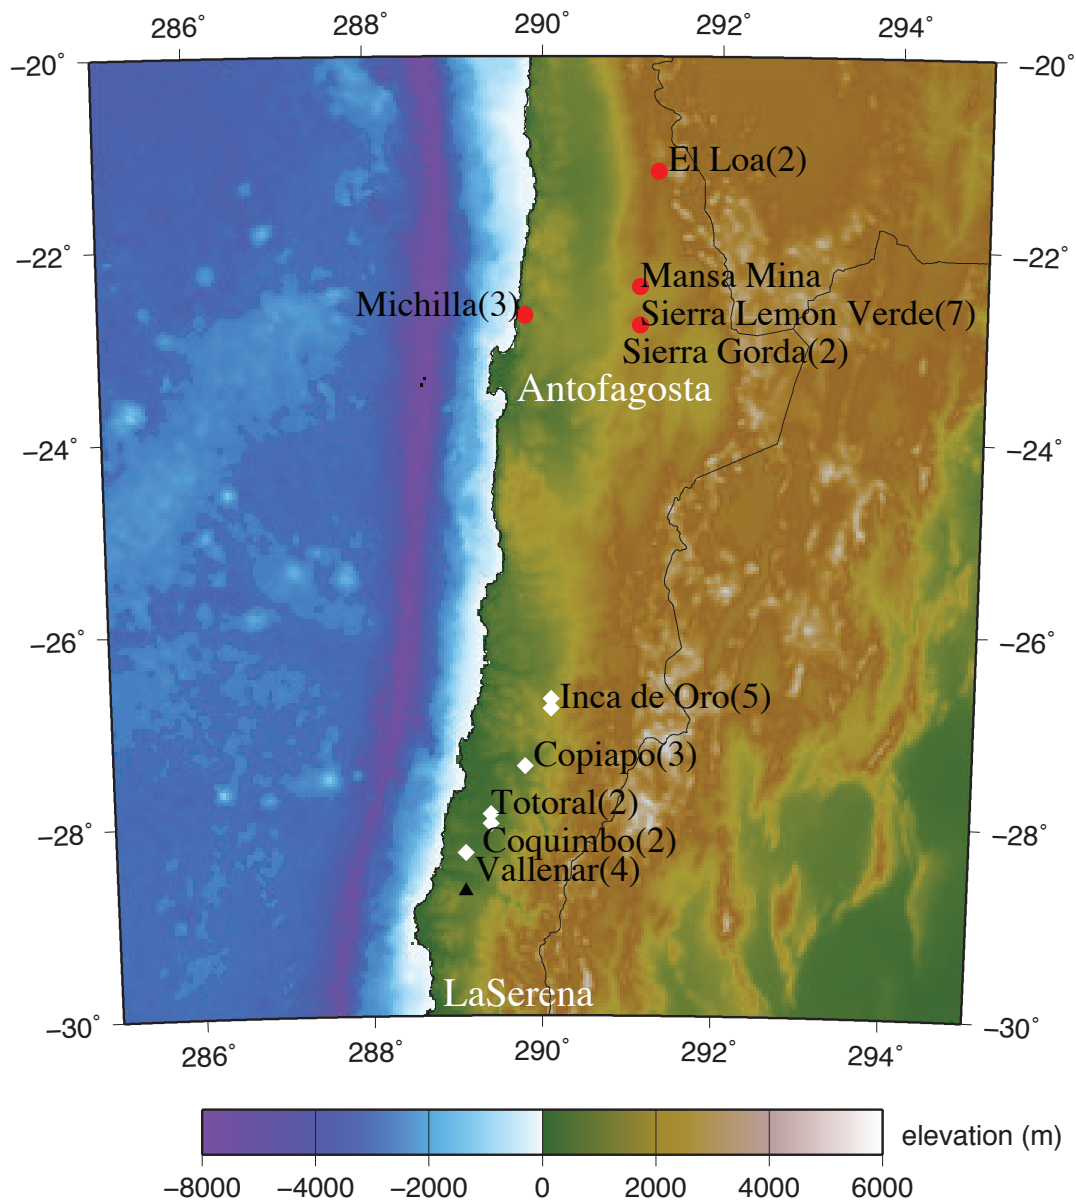 286° 288° 290° 292° 294°
−20° −20°
El Loa(2)
−22° −22°
Mansa Mina
Michilla(3)
Sierra Lemon Verde(7)
Sierra Gorda(2)
Antofagosta
−24° −24°
−26° −26°
Inca de Oro(5)
Copiapo(3)
Totoral(2)
−28° −28°
Coquimbo(2)
Vallenar(4)
LaSerena
−30° −30°
286° 288° 290° 292° 294°
elevation (m)
−8000 −4000 −2000 0 2000 4000 6000